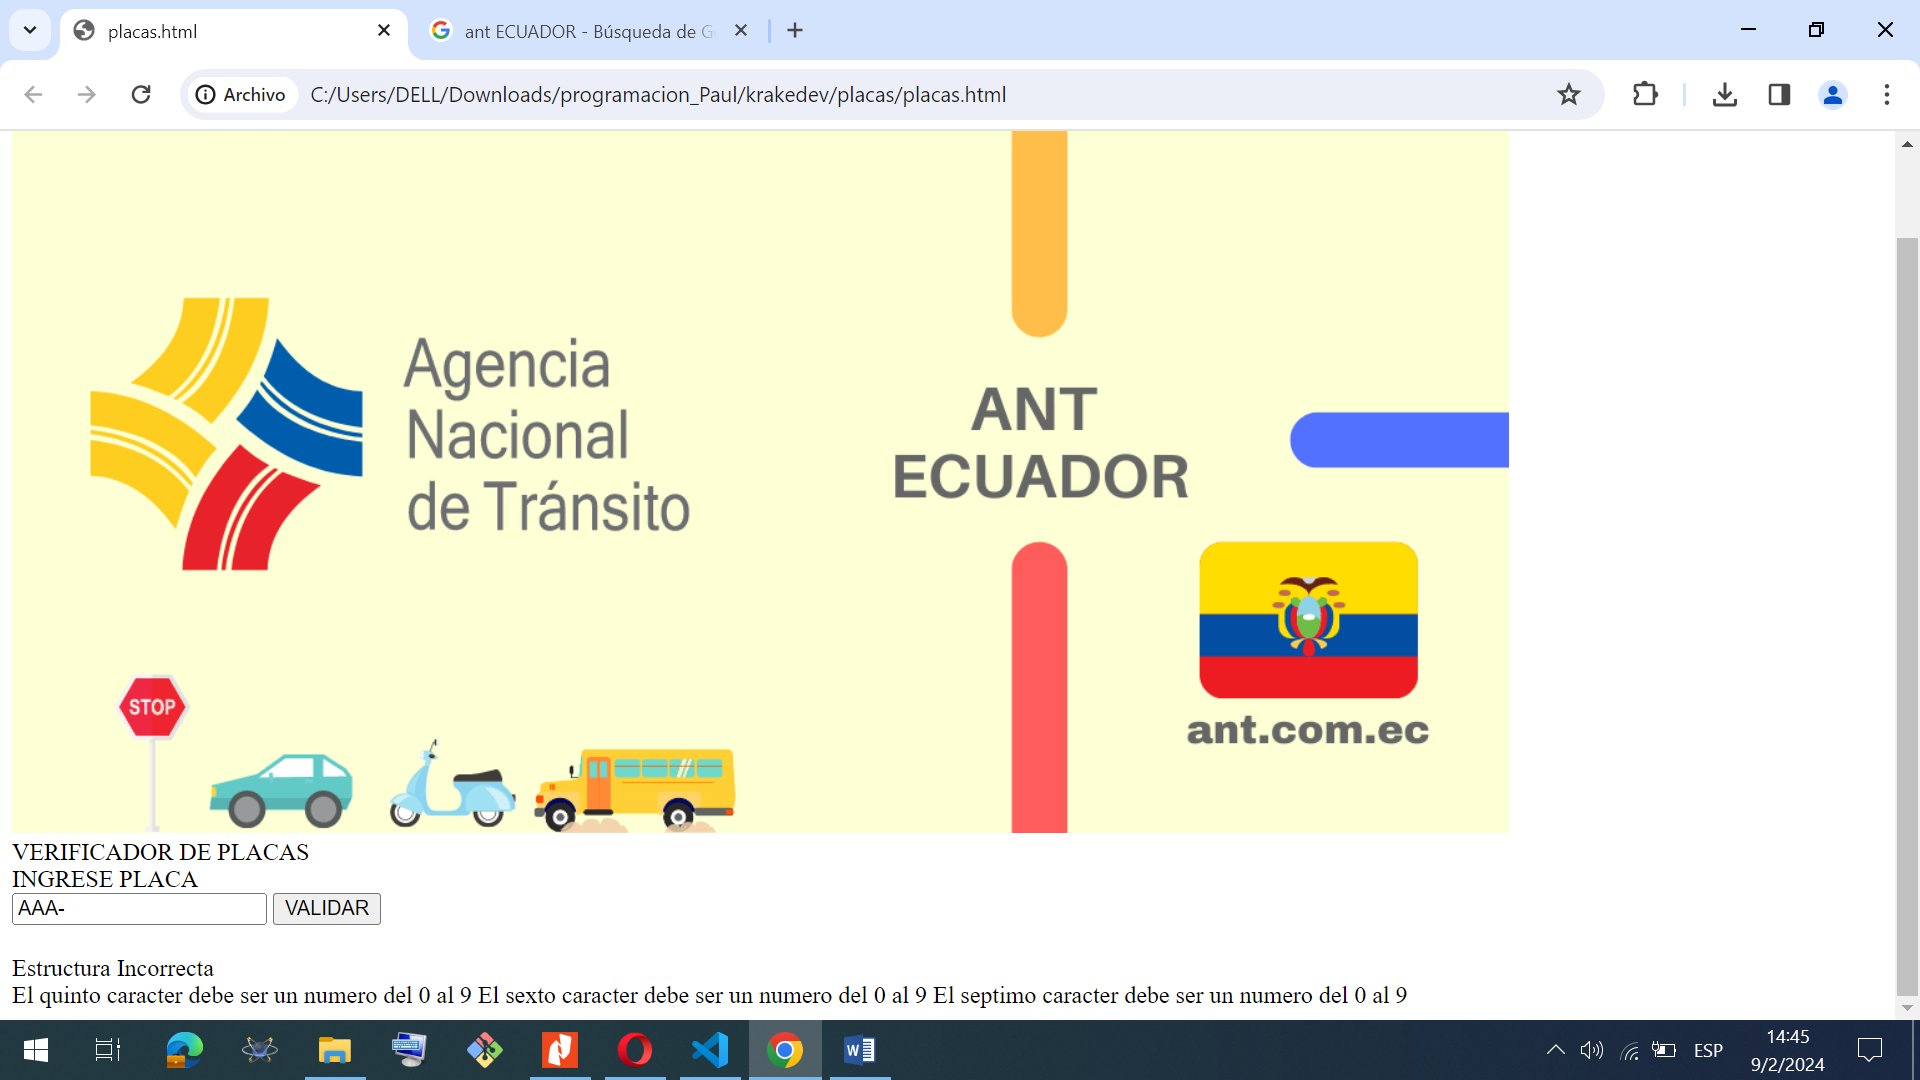 placas.html
ant ECUADOR - Búsqueda de G
Archivo
C:/Users/DELL/Downloads/programacion_Paul/krakedev/placas/placas.html
Agencia
Nacional
de Tránsito
ANT
ECUADOR
STOP
ant.com.ec
VERIFICADOR DE PLACAS
INGRESE PLACA
AAA-
VALIDAR
Estructura Incorrecta
El quinto caracter debe ser un numero del 0 al 9 El sexto caracter debe ser un numero del 0 al 9 El septimo caracter debe ser un numero del 0 al 9
ESP
14:45
9/2/2024